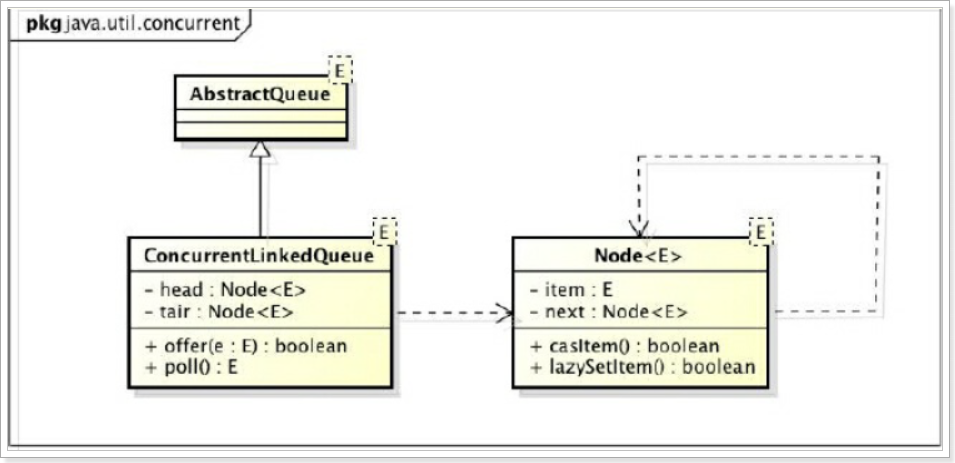 pkg java.util.concurrent
E
AbstractQueue
E
ConcurrentLinkedQueue
- head : Node<E>
- tair : Node<E>
+ offer(e : E) : boolean
+ poll() : E
E
Node<E>
- item : E
- next : Node<E>
+ casItem() : boolean
+ lazySetItem() : boolean